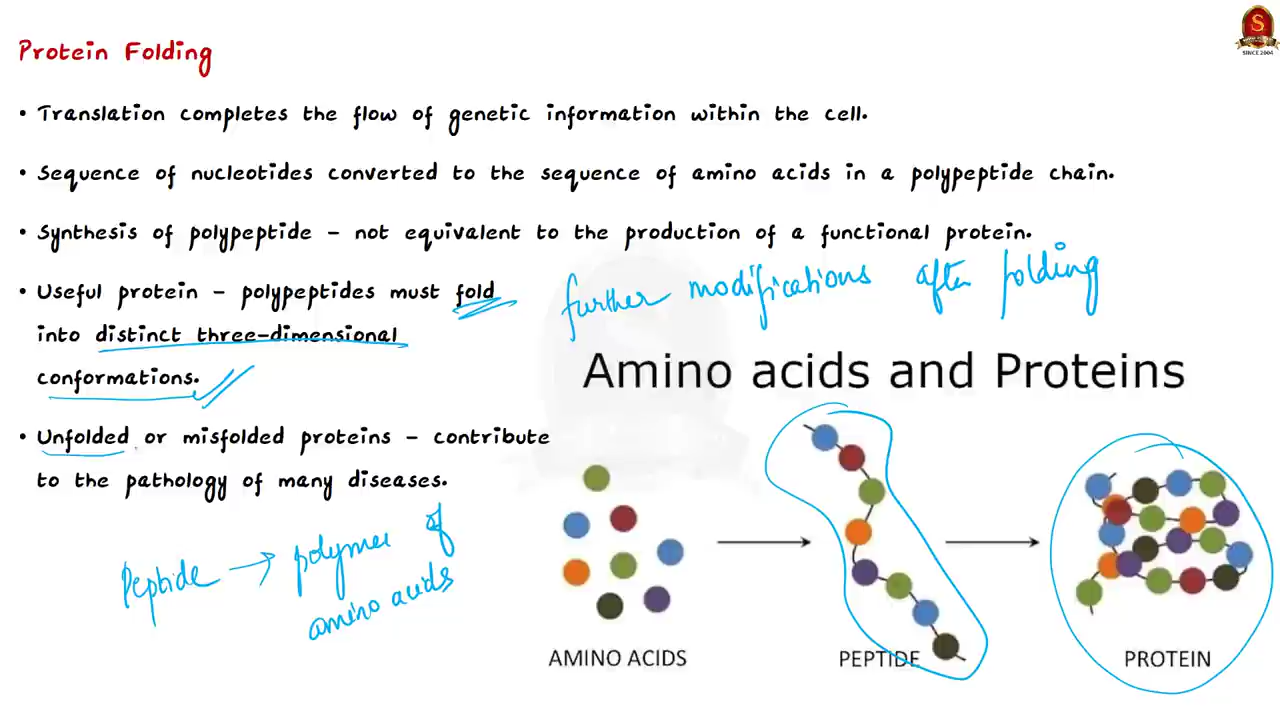 Protein Folding
SINCE 2004
• Translation completes the flow of genetic information within the cell.
• Sequence of nucleotides converted to the sequence of amino acids in a polypeptide chain.
• Synthesis of polypeptide - not equivalent to the production of a functional protein.
• Useful protein - polypeptides must fold
into distinct three-dimensional
conformations.
further modifications after folding
• Unfolded or misfolded proteins - contribute
to the pathology of many diseases.
Peptide → polymer of
amino acids
Amino acids and Proteins
AMINO ACIDS
PEPTIDE
PROTEIN